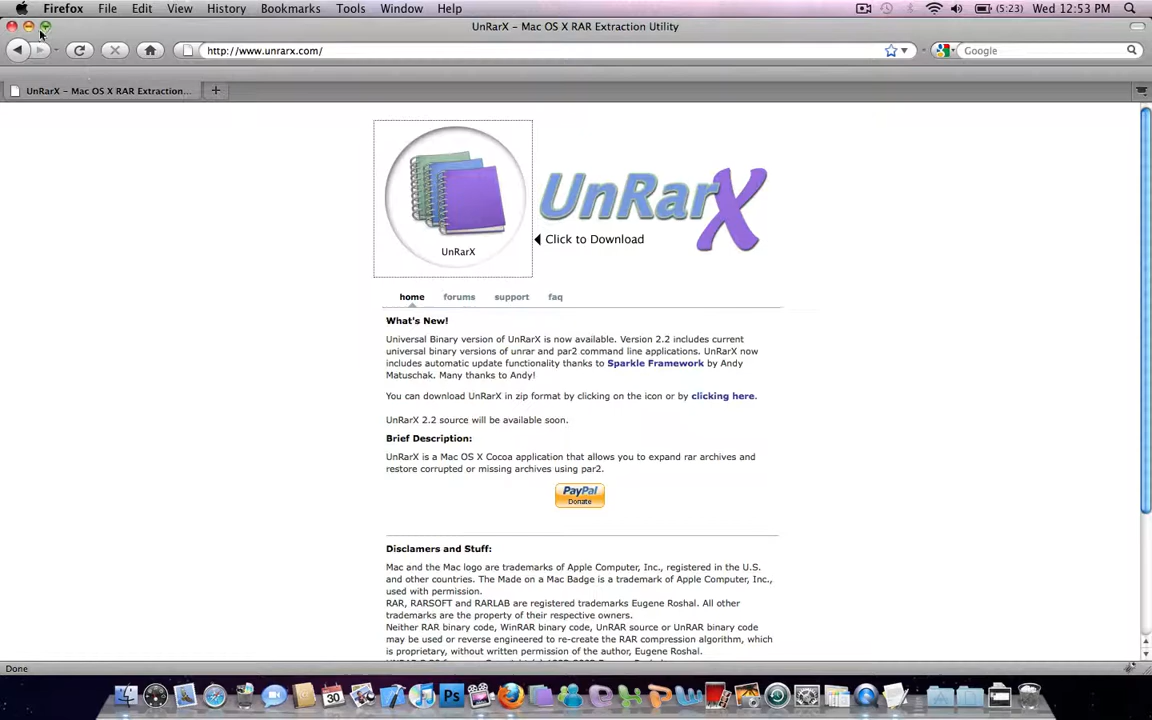 Firefox File Edit View History Bookmarks Tools Window Help (5:23) Wed 12:53 PM
UnRarX – Mac OS X RAR Extraction Utility
http://www.unrarx.com/ Google
UnRarX – Mac OS X RAR Extraction...
UnRarX
UnRarX
Click to Download
home forums support faq
What's New!
Universal Binary version of UnRarX is now available. Version 2.2 includes current
universal binary versions of unrar and par2 command line applications. UnRarX now
includes automatic update functionality thanks to Sparkle Framework by Andy
Matuschak. Many thanks to Andy!
You can download UnRarX in zip format by clicking on the icon or by clicking here.
UnRarX 2.2 source will be available soon.
Brief Description:
UnRarX is a Mac OS X Cocoa application that allows you to expand rar archives and
restore corrupted or missing archives using par2.
PayPal
Donate
Disclamers and Stuff:
Mac and the Mac logo are trademarks of Apple Computer, Inc., registered in the U.S.
and other countries. The Made on a Mac Badge is a trademark of Apple Computer, Inc.,
used with permission.
RAR, RARSOFT and RARLAB are registered trademarks Eugene Roshal. All other
trademarks are the property of their respective owners.
Neither RAR binary code, WinRAR binary code, UnRAR source or UnRAR binary code
may be used or reverse engineered to re-create the RAR compression algorithm, which
is proprietary, without written permission of the author, Eugene Roshal.
Done
30
Ps